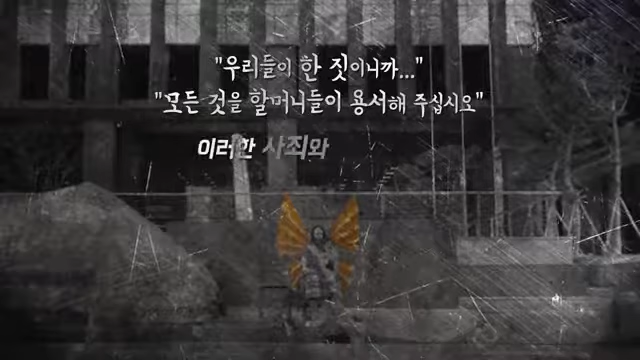 "우리들이 한 짓이니까..."
"모든 것을 할머니들이 용서해 주십시오"
이러한 사죄와